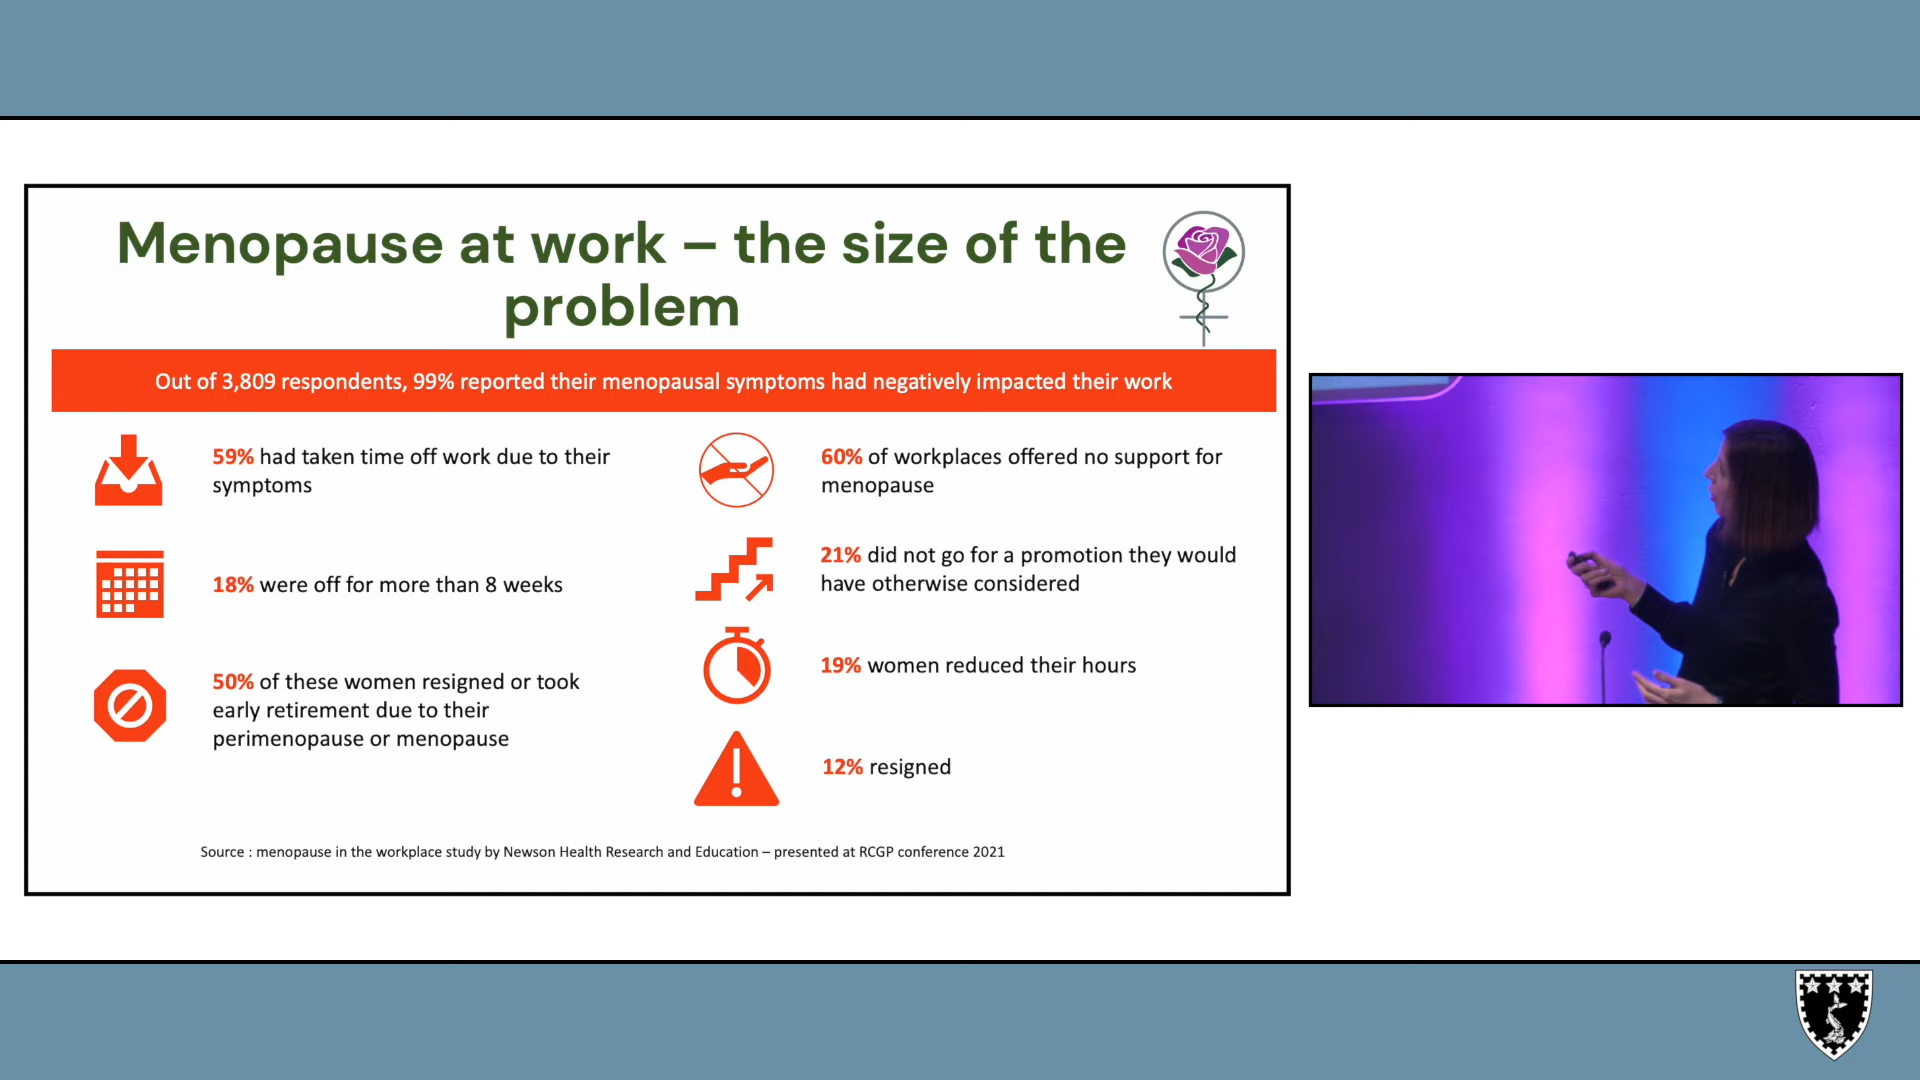 Menopause at work – the size of the
problem
Out of 3,809 respondents, 99% reported their menopausal symptoms had negatively impacted their work
59% had taken time off work due to their
symptoms
18% were off for more than 8 weeks
50% of these women resigned or took
early retirement due to their
perimenopause or menopause
60% of workplaces offered no support for
menopause
21% did not go for a promotion they would
have otherwise considered
19% women reduced their hours
12% resigned
Source : menopause in the workplace study by Newson Health Research and Education – presented at RCGP conference 2021